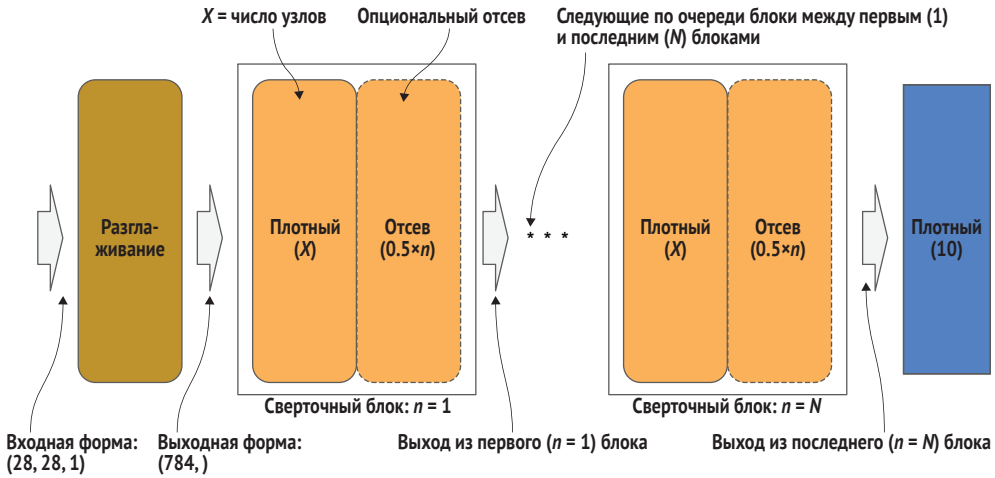 X = число узлов
Опциональный отсев
Следующие по очереди блоки между первым (1)
и последним (N) блоками
Разгла-
живание
Плотный
(X)
Отсев
(0.5×n)
* * *
Плотный
(X)
Отсев
(0.5×n)
Плотный
(10)
Сверточный блок: n = 1
Сверточный блок: n = N
Входная форма:
(28, 28, 1)
Выходная форма:
(784, )
Выход из первого (n = 1) блока
Выход из последнего (n = N) блока